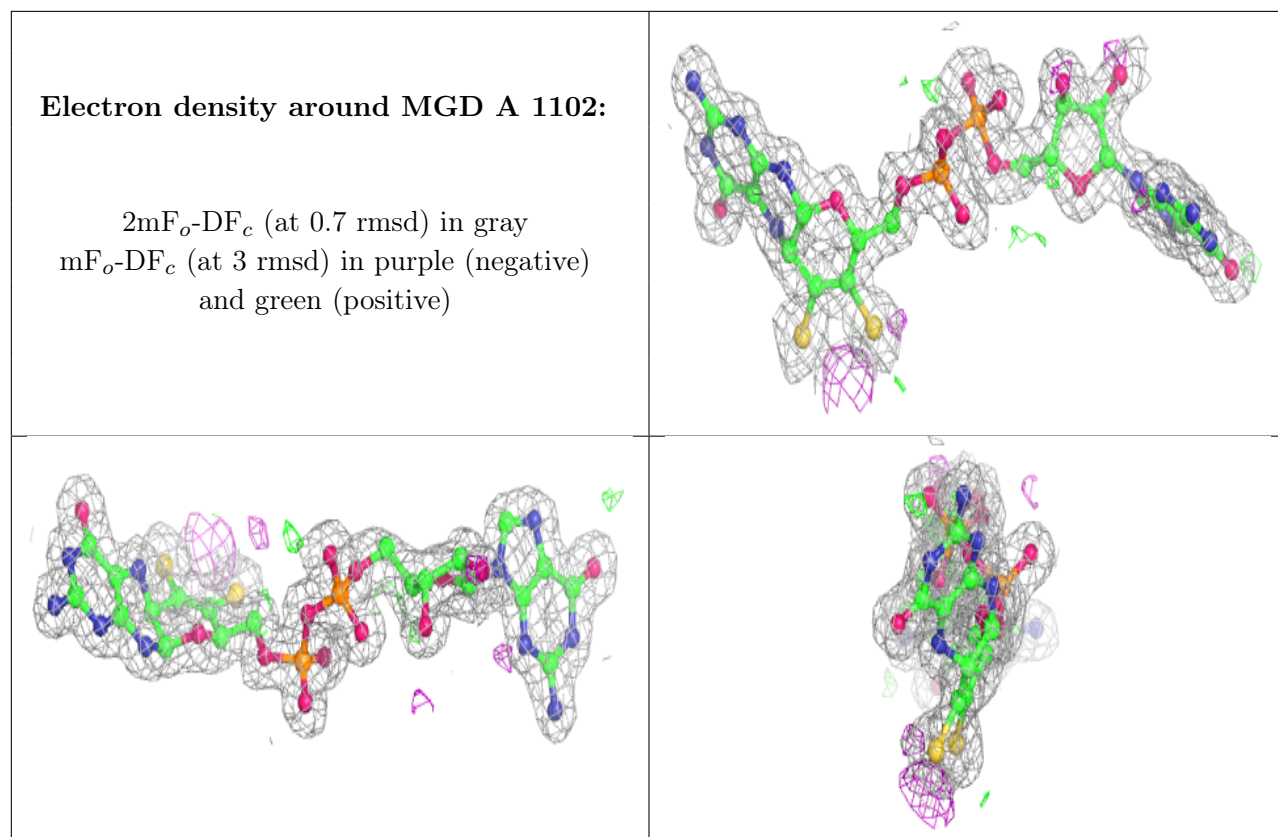 Electron density around MGD A 1102:
2mFₒ-DF𝒸 (at 0.7 rmsd) in gray
mFₒ-DF𝒸 (at 3 rmsd) in purple (negative)
and green (positive)